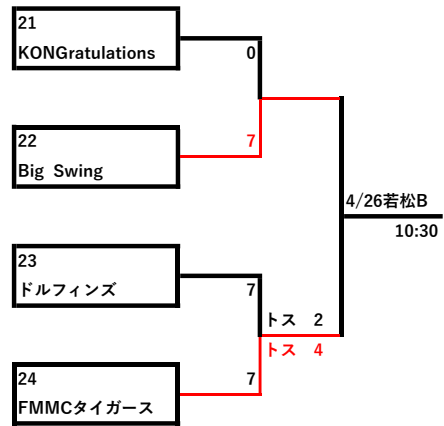 21
KONGratulations
0
22
7
Big Swing
4/26若松B
10:30
23
ドルフィンズ
7
トス 2
トス 4
24
7
FMMCタイガース